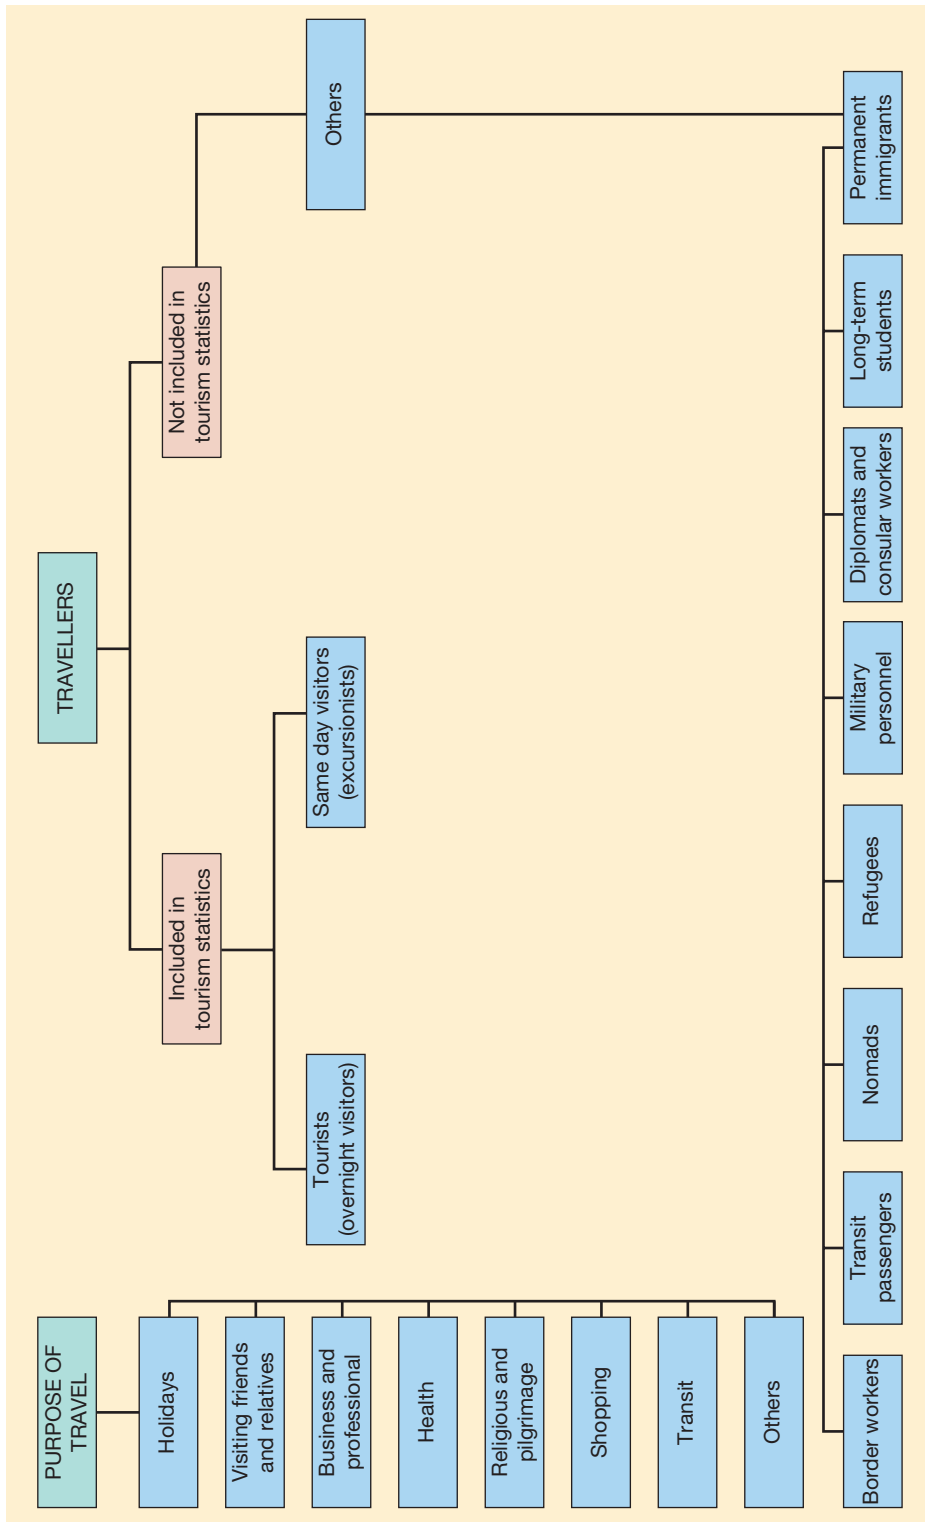 PURPOSE OF
TRAVEL
Holidays
Visiting friends
and relatives
Business and
professional
Health
Religious and
pilgrimage
Shopping
Transit
Others
TRAVELLERS
Included in
tourism statistics
Not included in
tourism statistics
Tourists
(overnight visitors)
Same day visitors
(excursionists)
Others
Border workers
Transit
passengers
Nomads
Refugees
Military
personnel
Diplomats and
consular workers
Long-term
students
Permanent
immigrants